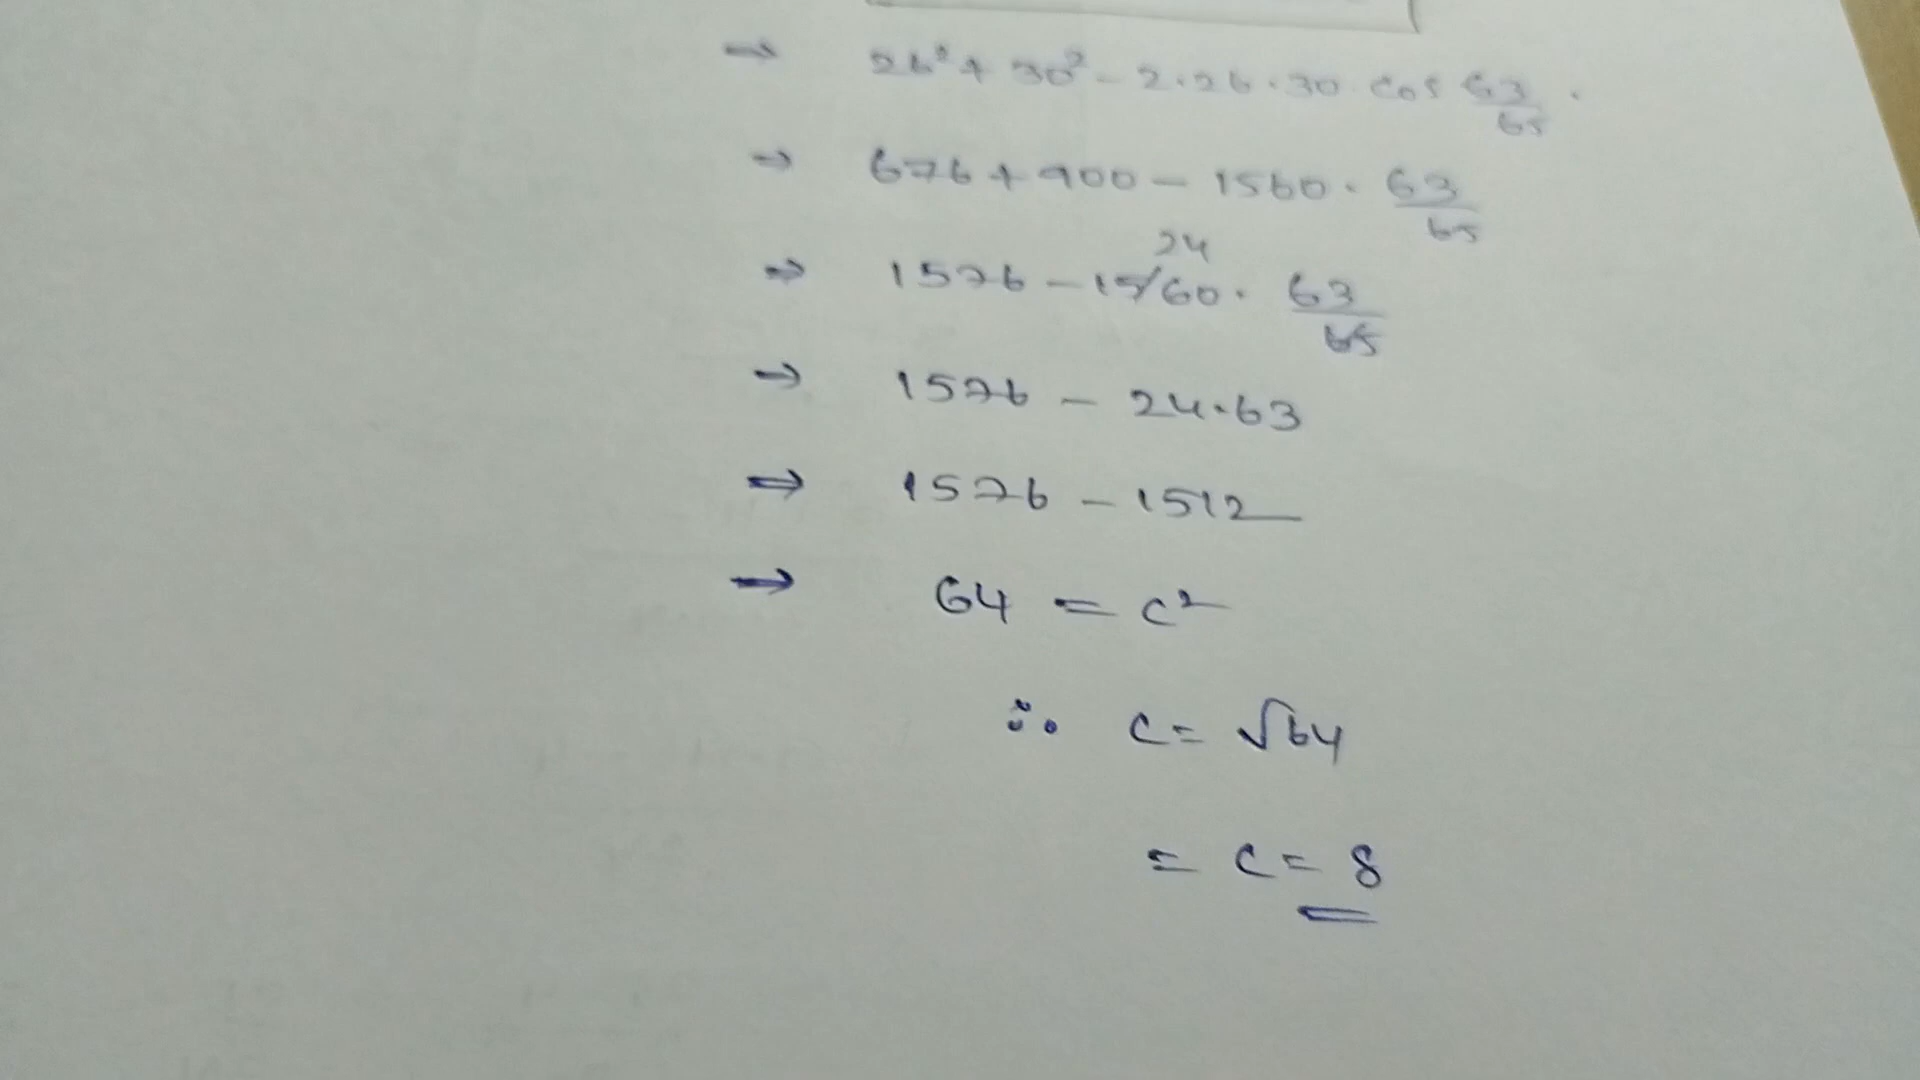 ⇒ 26² + 30² - 2·26·30 cos 63/65 .
⇒ 676 + 900 - 1560 · 63/65
⇒ 1576 - 1560 · 63/65
24
⇒ 1576 - 24·63
⇒ 1576 - 1512
⇒ 64 = c²
∴ c = √64
= c = 8